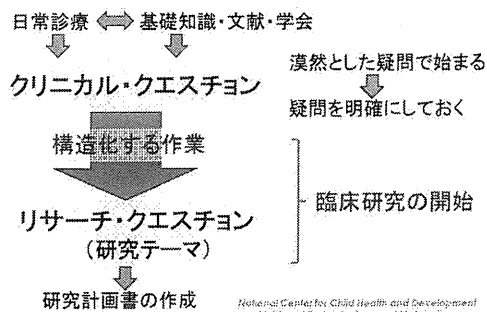 日常診療 ⇔ 基礎知識・文献・学会
クリニカル・クエスチョン
漠然とした疑問で始まる
疑問を明確にしておく
構造化する作業
リサーチ・クエスチョン
(研究テーマ)
臨床研究の開始
研究計画書の作成
National Center for Child Health and Development